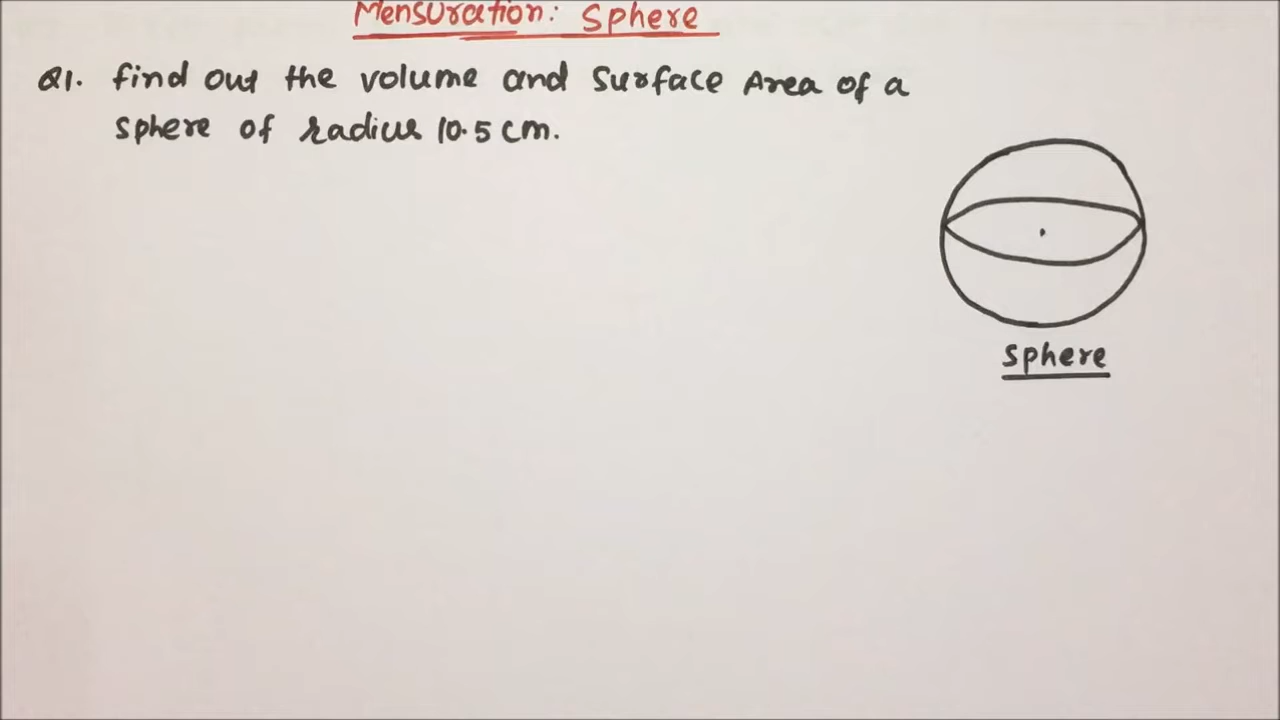 Mensuration: Sphere
Q1. find out the volume and Surface Area of a
sphere of radius 10.5 cm.
Sphere